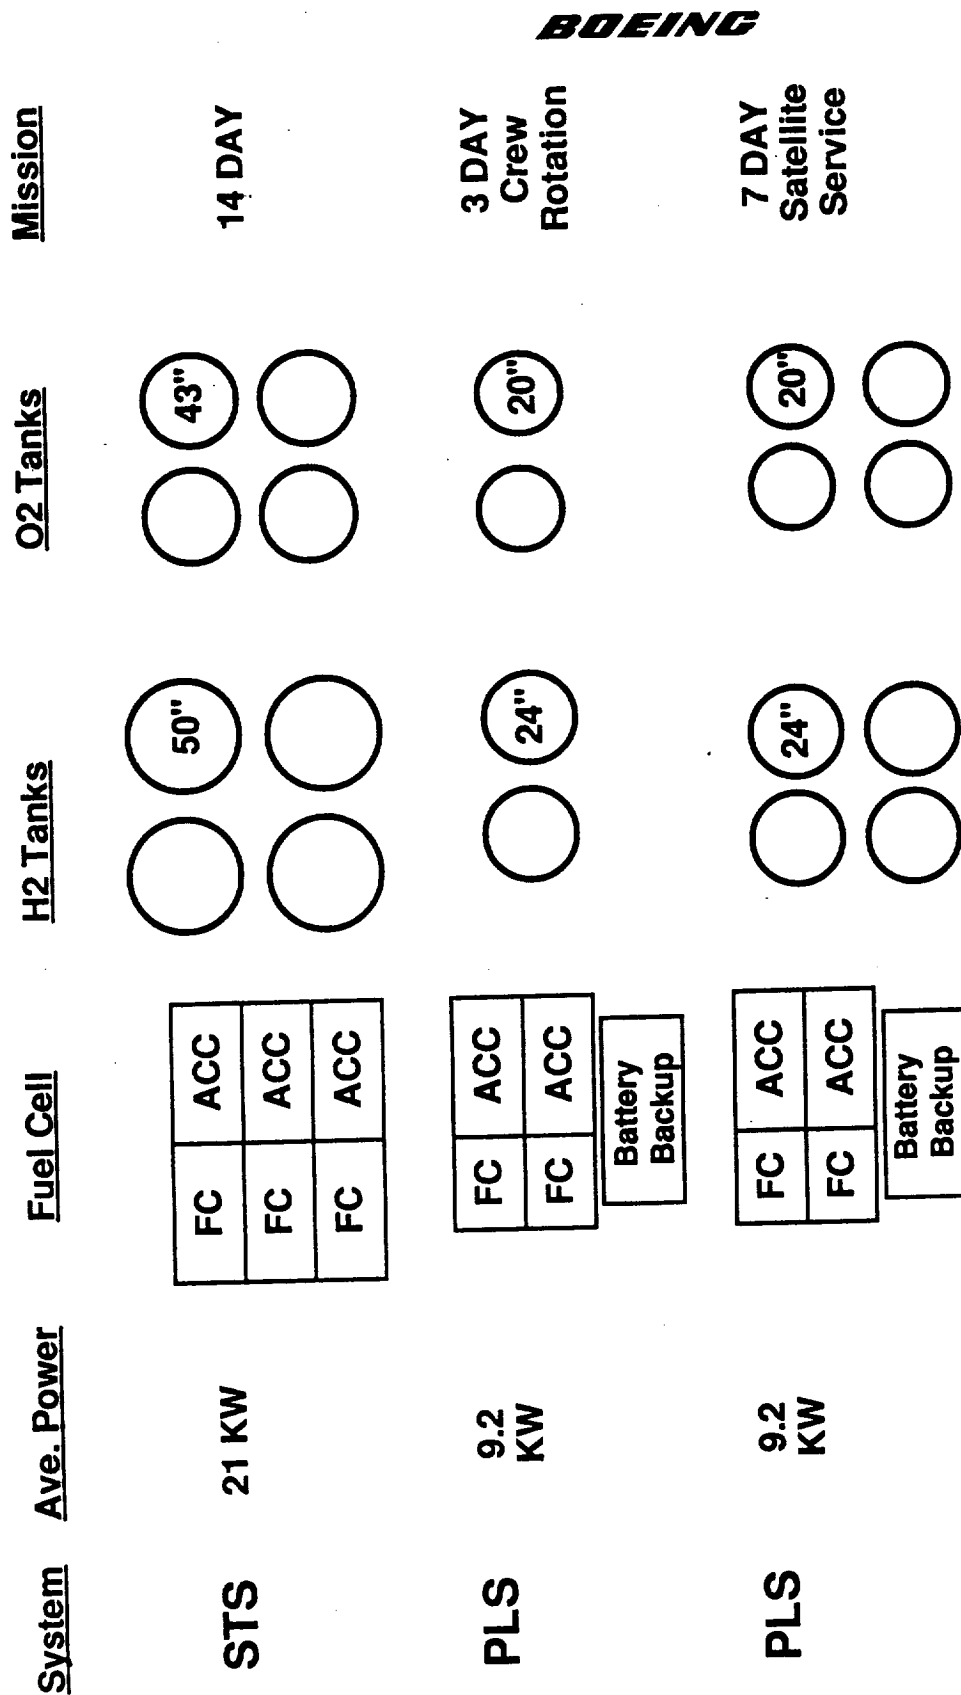 System Ave. Power Fuel Cell H2 Tanks O2 Tanks Mission
STS 21 KW FC ACC 50" 43" 14 DAY
FC ACC
FC ACC
PLS 9.2 FC ACC 24" 20" 3 DAY
KW FC ACC Crew
Rotation
Battery
Backup
PLS 9.2 FC ACC 24" 20" 7 DAY
KW FC ACC Satellite
Service
Battery
Backup
BOEING